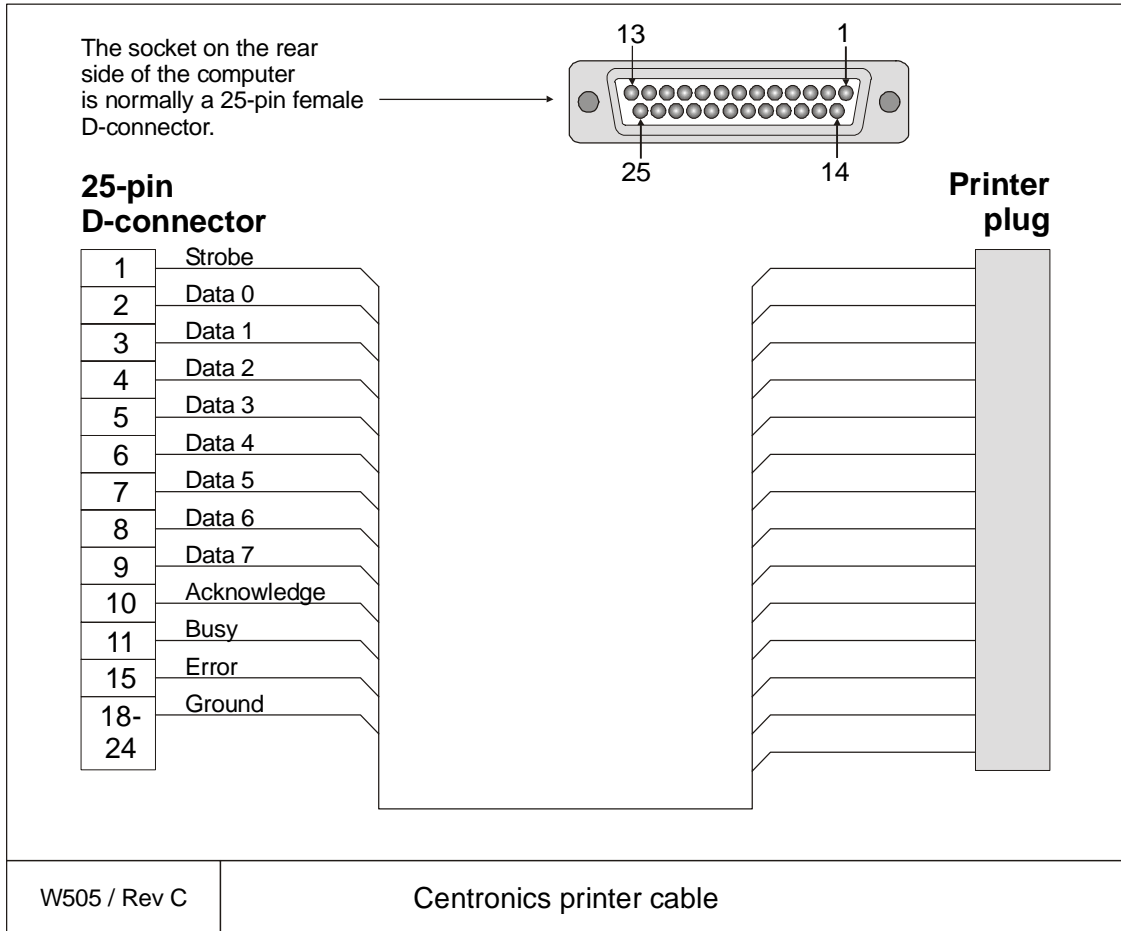 The socket on the rear
side of the computer
is normally a 25-pin female
D-connector.
13
1
25
14
25-pin
D-connector
Printer
plug
1
Strobe
2
Data 0
3
Data 1
4
Data 2
5
Data 3
6
Data 4
7
Data 5
8
Data 6
9
Data 7
10
Acknowledge
11
Busy
15
Error
18-
24
Ground
W505 / Rev C
Centronics printer cable